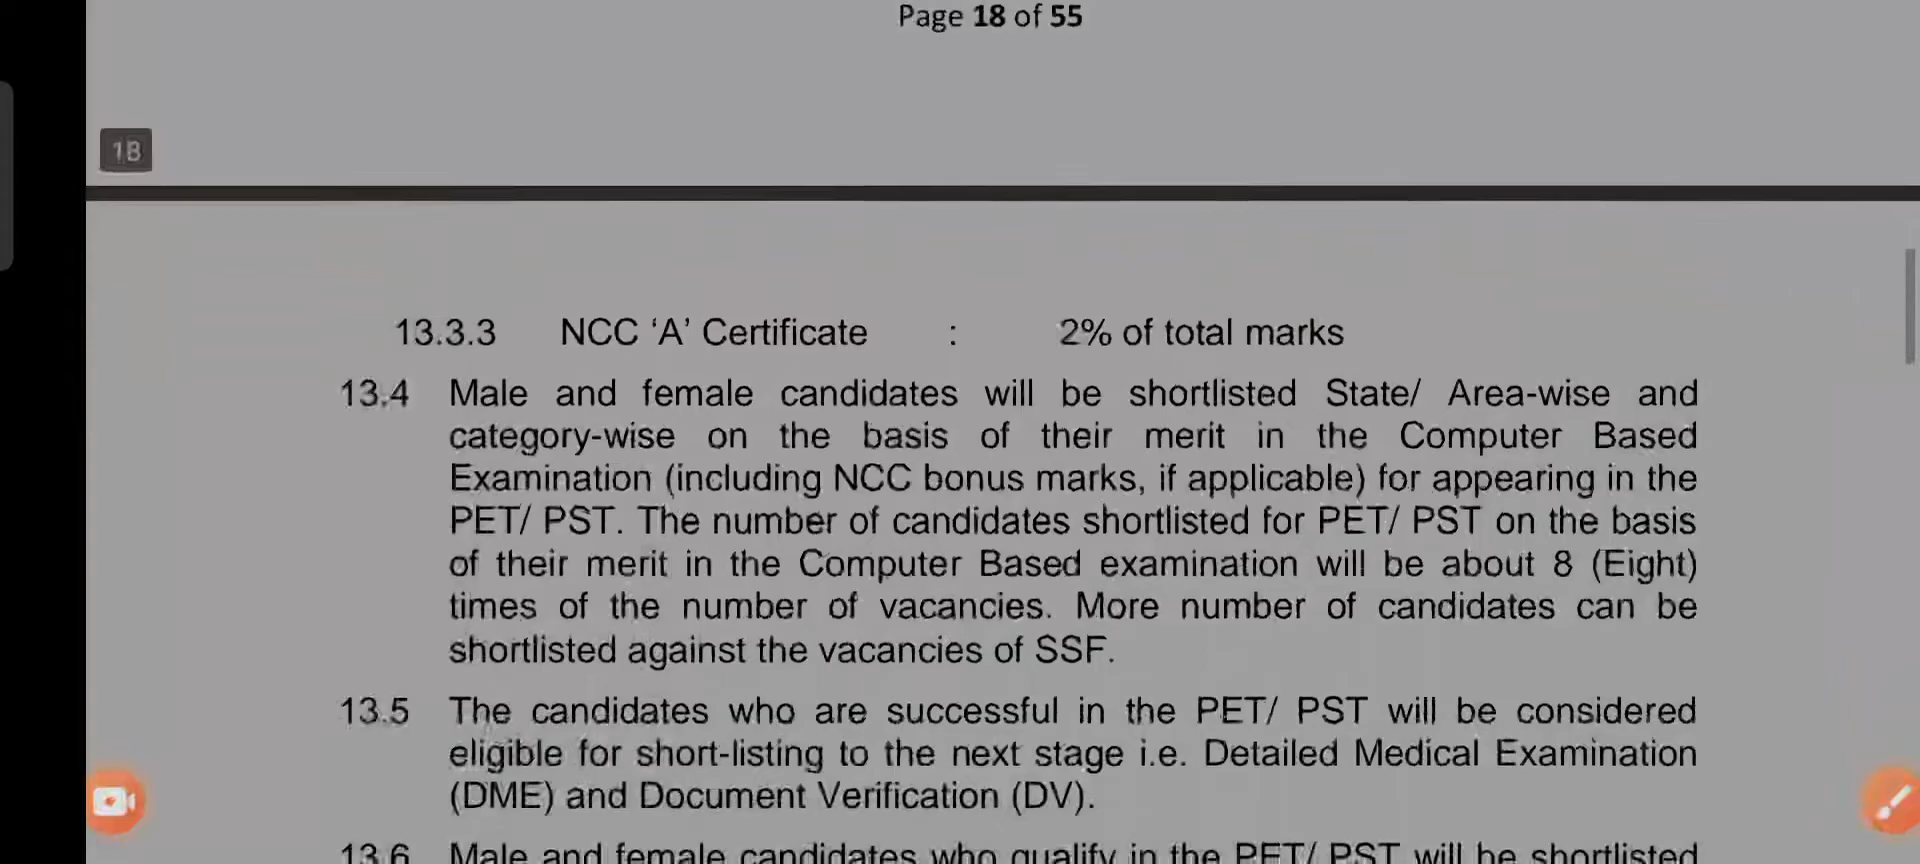 Page 18 of 55
18
13.3.3 NCC ‘A’ Certificate : 2% of total marks
13.4 Male and female candidates will be shortlisted State/ Area-wise and
category-wise on the basis of their merit in the Computer Based
Examination (including NCC bonus marks, if applicable) for appearing in the
PET/ PST. The number of candidates shortlisted for PET/ PST on the basis
of their merit in the Computer Based examination will be about 8 (Eight)
times of the number of vacancies. More number of candidates can be
shortlisted against the vacancies of SSF.
13.5 The candidates who are successful in the PET/ PST will be considered
eligible for short-listing to the next stage i.e. Detailed Medical Examination
(DME) and Document Verification (DV).
13.6 Male and female candidates who qualify in the PET/ PST will be shortlisted